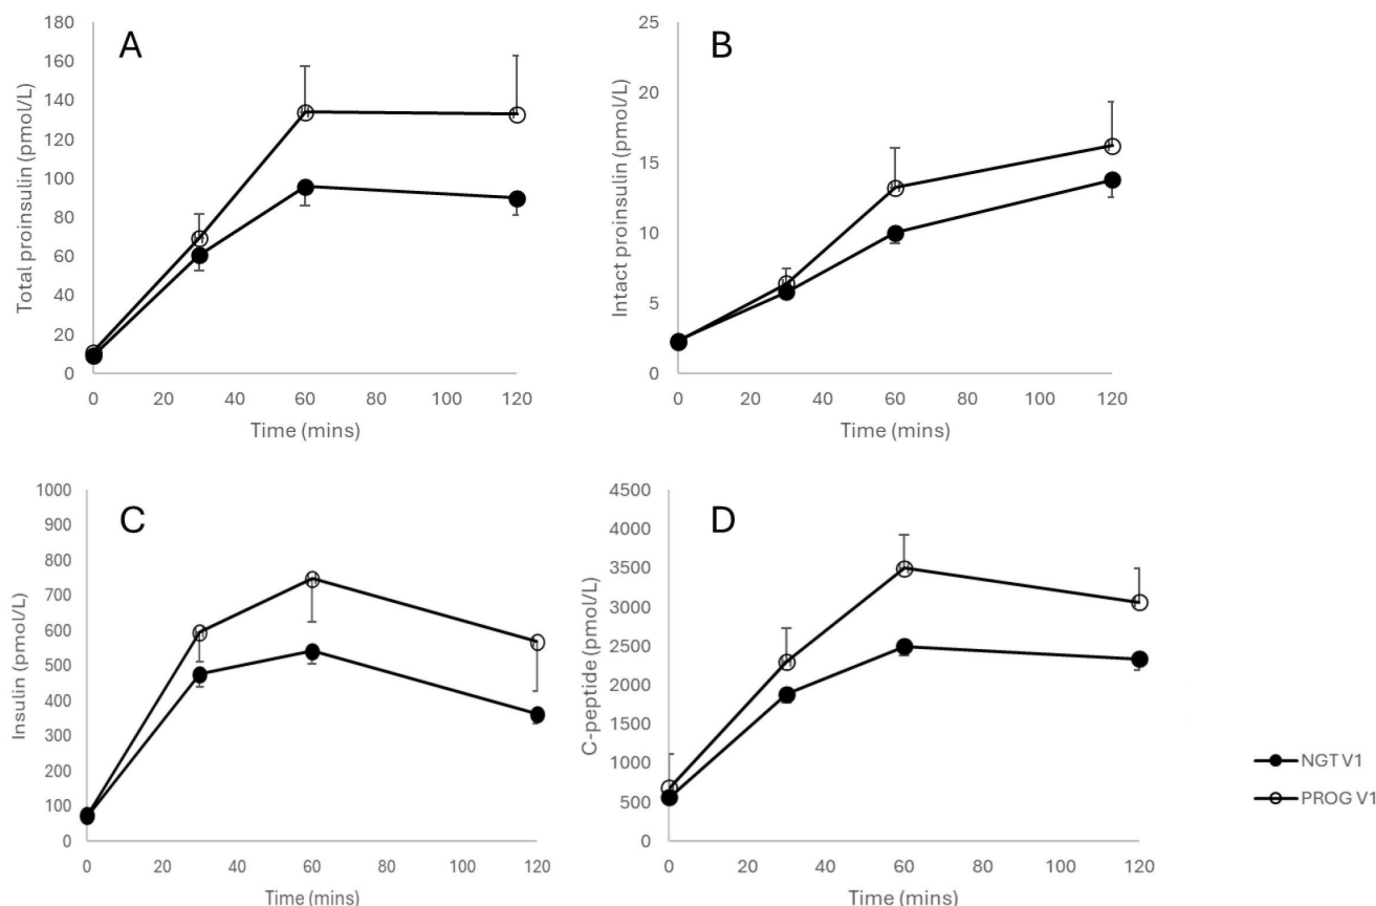 A
Total proinsulin (pmol/L)
180
160
140
120
100
80
60
40
20
0
0 20 40 60 80 100 120
Time (mins)
B
Intact proinsulin (pmol/L)
25
20
15
10
5
0
0 20 40 60 80 100 120
Time (mins)
C
Insulin (pmol/L)
1000
900
800
700
600
500
400
300
200
100
0
0 20 40 60 80 100 120
Time (mins)
D
C-peptide (pmol/L)
4500
4000
3500
3000
2500
2000
1500
1000
500
0
0 20 40 60 80 100 120
Time (mins)
NGT V1
PROG V1